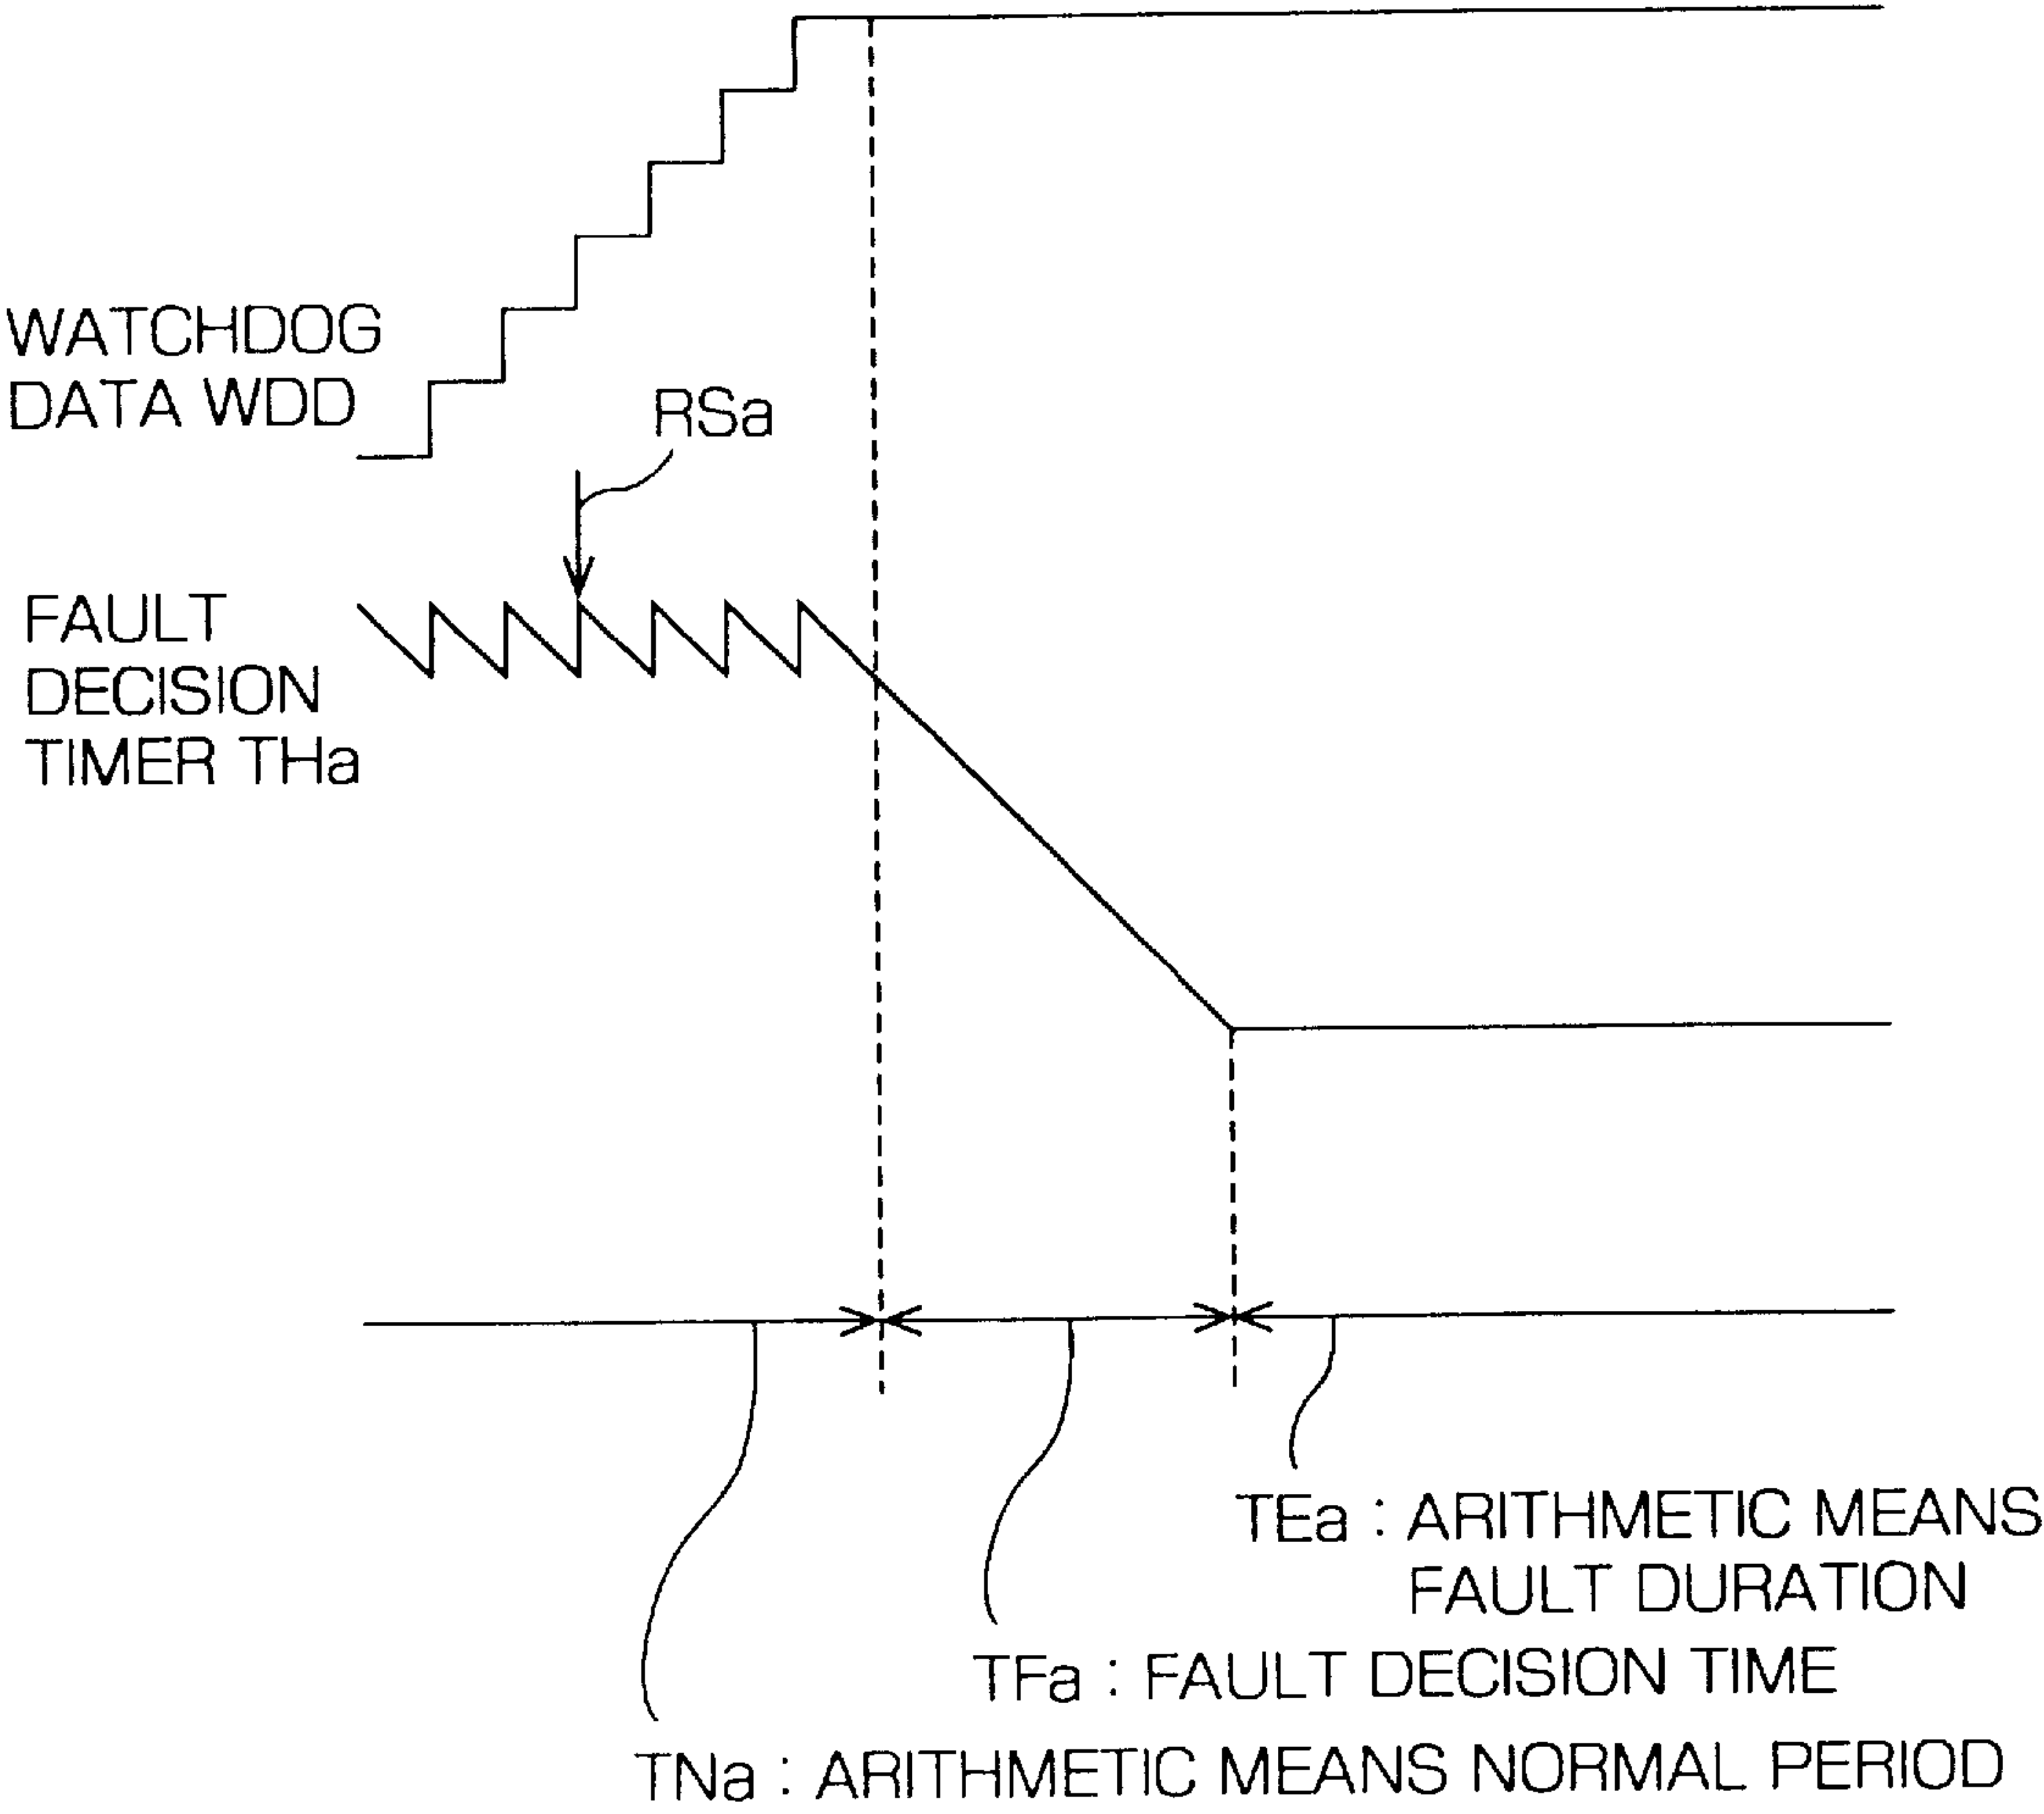 WATCHDOG
DATA WDD
RSa
FAULT
DECISION
TIMER THa
TEa : ARITHMETIC MEANS
FAULT DURATION
TFa : FAULT DECISION TIME
TNa : ARITHMETIC MEANS NORMAL PERIOD